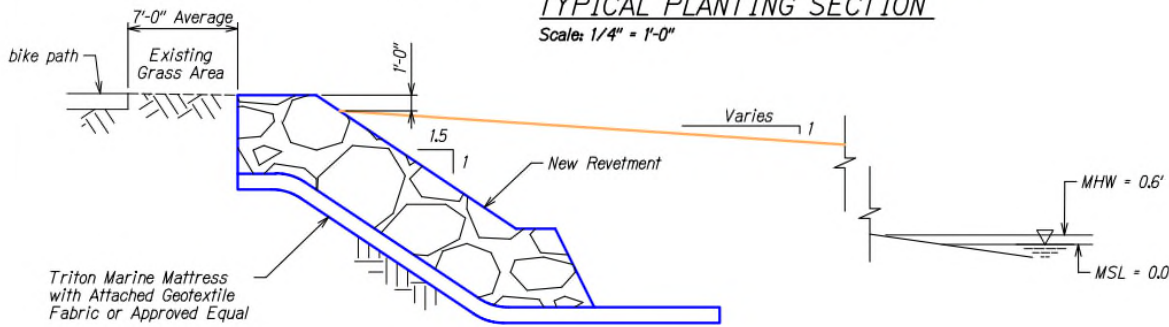 TYPICAL PLANTING SECTION
Scale: 1/4" = 1'-0"
7'-0" Average
bike path
Existing
Grass Area
1'-0"
Varies
1
1.5
1
New Revetment
MHW = 0.6'
MSL = 0.0
Triton Marine Mattress
with Attached Geotextile
Fabric or Approved Equal